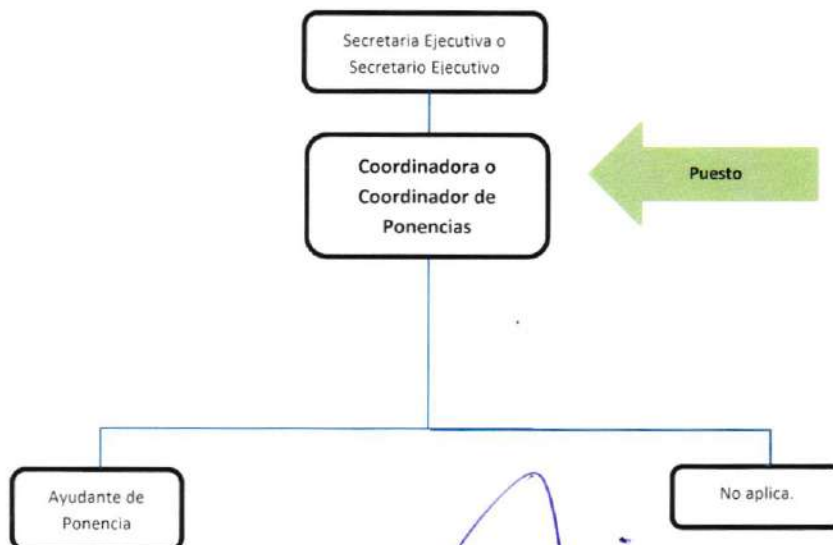 Secretaria Ejecutiva o
Secretario Ejecutivo
Coordinadora o
Coordinador de
Ponencias
Puesto
Ayudante de
Ponencia
No aplica.